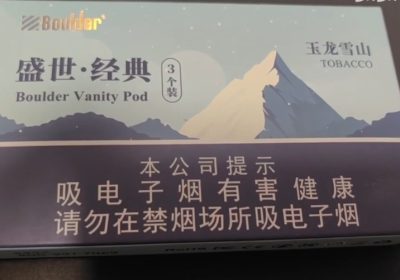 Boulder
盛世·经典
3个装
Boulder Vanity Pod
玉龙雪山
TOBACCO
本公司提示
吸电子烟有害健康
请勿在禁烟场所吸电子烟